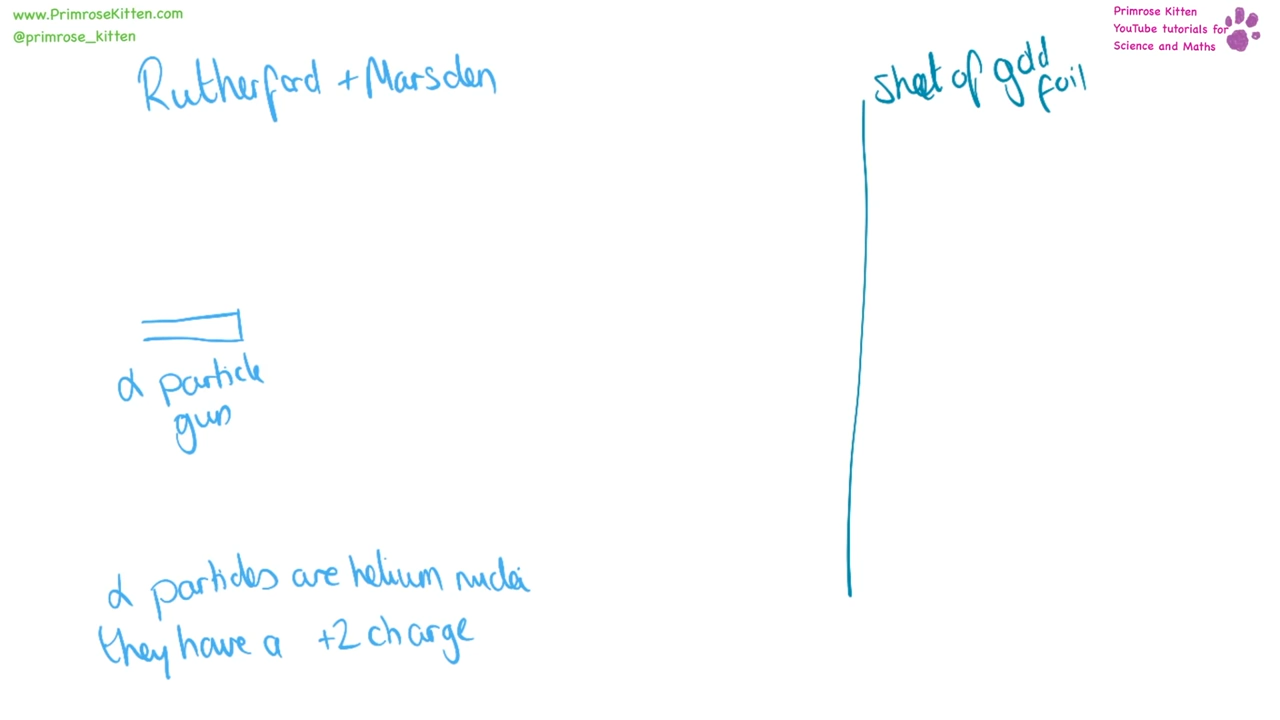 www.PrimroseKitten.com
@primrose_kitten
Primrose Kitten
YouTube tutorials for
Science and Maths
Rutherford + Marsden
sheet of gold
foil
α particle
gun
α particles are helium nuclei
they have a +2 charge